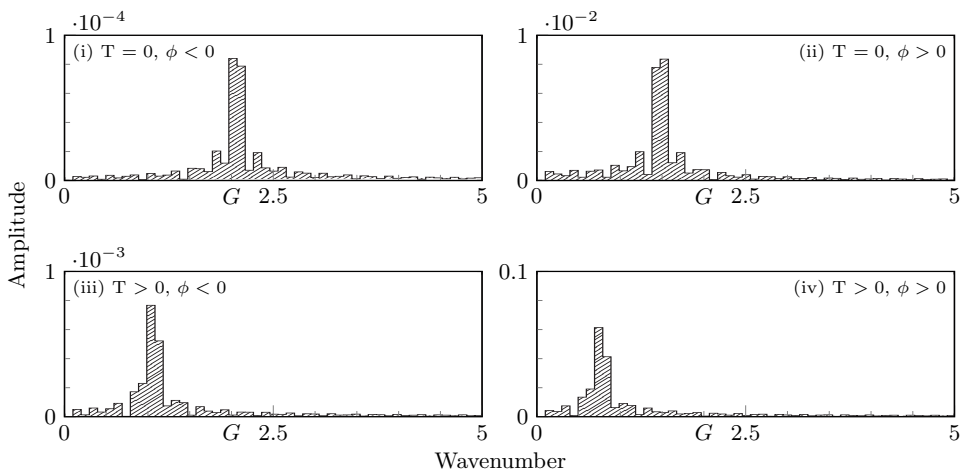 ·10⁻⁴
1
(i) T = 0, ϕ < 0
0
0
G
2.5
5
·10⁻²
1
(ii) T = 0, ϕ > 0
0
0
G
2.5
5
Amplitude
·10⁻³
1
(iii) T > 0, ϕ < 0
0
0
G
2.5
5
0.1
(iv) T > 0, ϕ > 0
0
0
G
2.5
5
Wavenumber